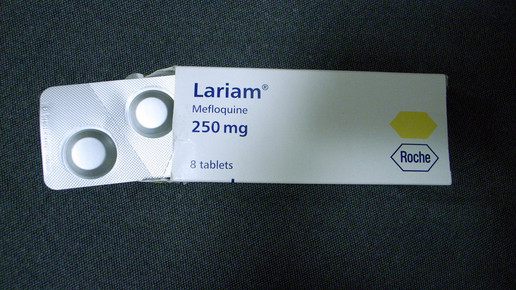 Lariam®
Mefloquine
250 mg
8 tablets
Roche